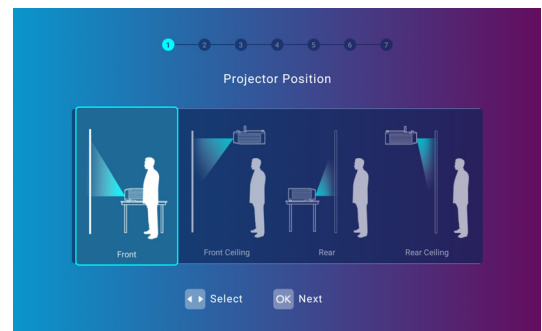 1 2 3 4 5 6 7
Projector Position
Front Front Ceiling Rear Rear Ceiling
Select OK Next